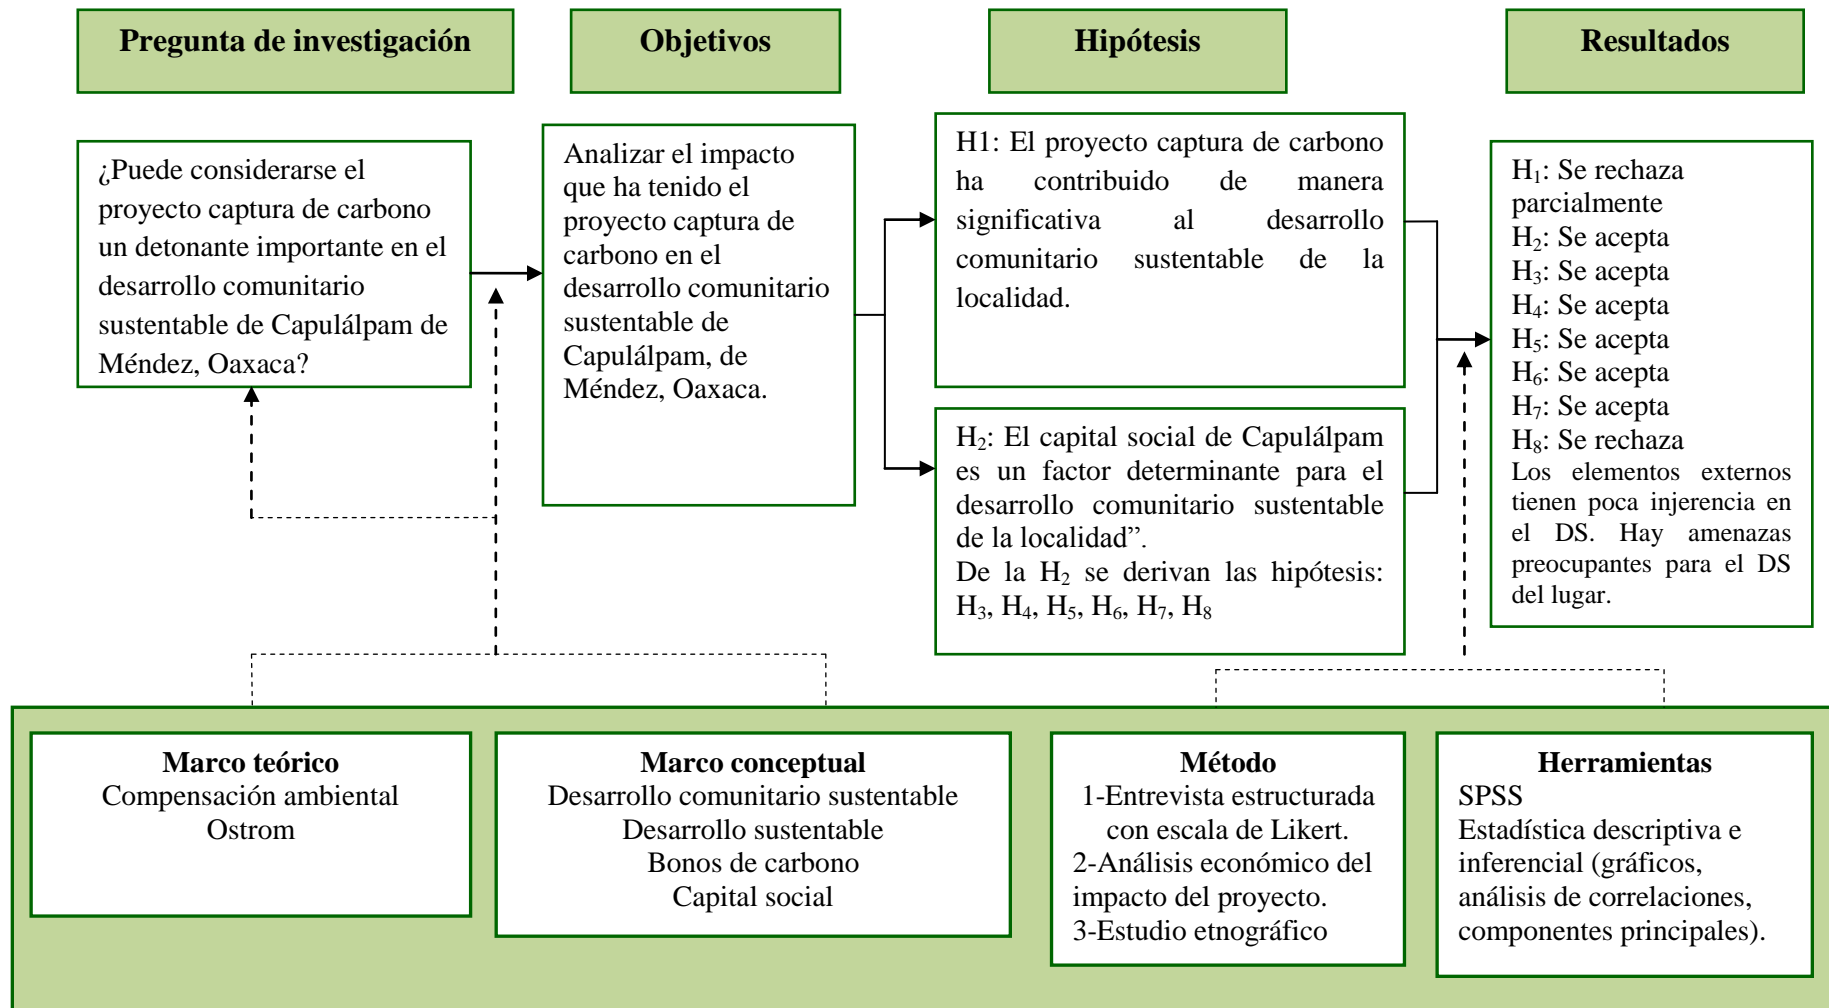 Pregunta de investigación
Objetivos
Hipótesis
Resultados
¿Puede considerarse el
proyecto captura de carbono
un detonante importante en el
desarrollo comunitario
sustentable de Capulálpam de
Méndez, Oaxaca?
Analizar el impacto
que ha tenido el
proyecto captura de
carbono en el
desarrollo comunitario
sustentable de
Capulálpam, de
Méndez, Oaxaca.
H1: El proyecto captura de carbono
ha contribuido de manera
significativa al desarrollo
comunitario sustentable de la
localidad.
H₂: El capital social de Capulálpam
es un factor determinante para el
desarrollo comunitario sustentable
de la localidad”.
De la H₂ se derivan las hipótesis:
H₃, H₄, H₅, H₆, H₇, H₈
H₁: Se rechaza
parcialmente
H₂: Se acepta
H₃: Se acepta
H₄: Se acepta
H₅: Se acepta
H₆: Se acepta
H₇: Se acepta
H₈: Se rechaza
Los elementos externos
tienen poca injerencia en
el DS. Hay amenazas
preocupantes para el DS
del lugar.
Marco teórico
Compensación ambiental
Ostrom
Marco conceptual
Desarrollo comunitario sustentable
Desarrollo sustentable
Bonos de carbono
Capital social
Método
1-Entrevista estructurada
con escala de Likert.
2-Análisis económico del
impacto del proyecto.
3-Estudio etnográfico
Herramientas
SPSS
Estadística descriptiva e
inferencial (gráficos,
análisis de correlaciones,
componentes principales).